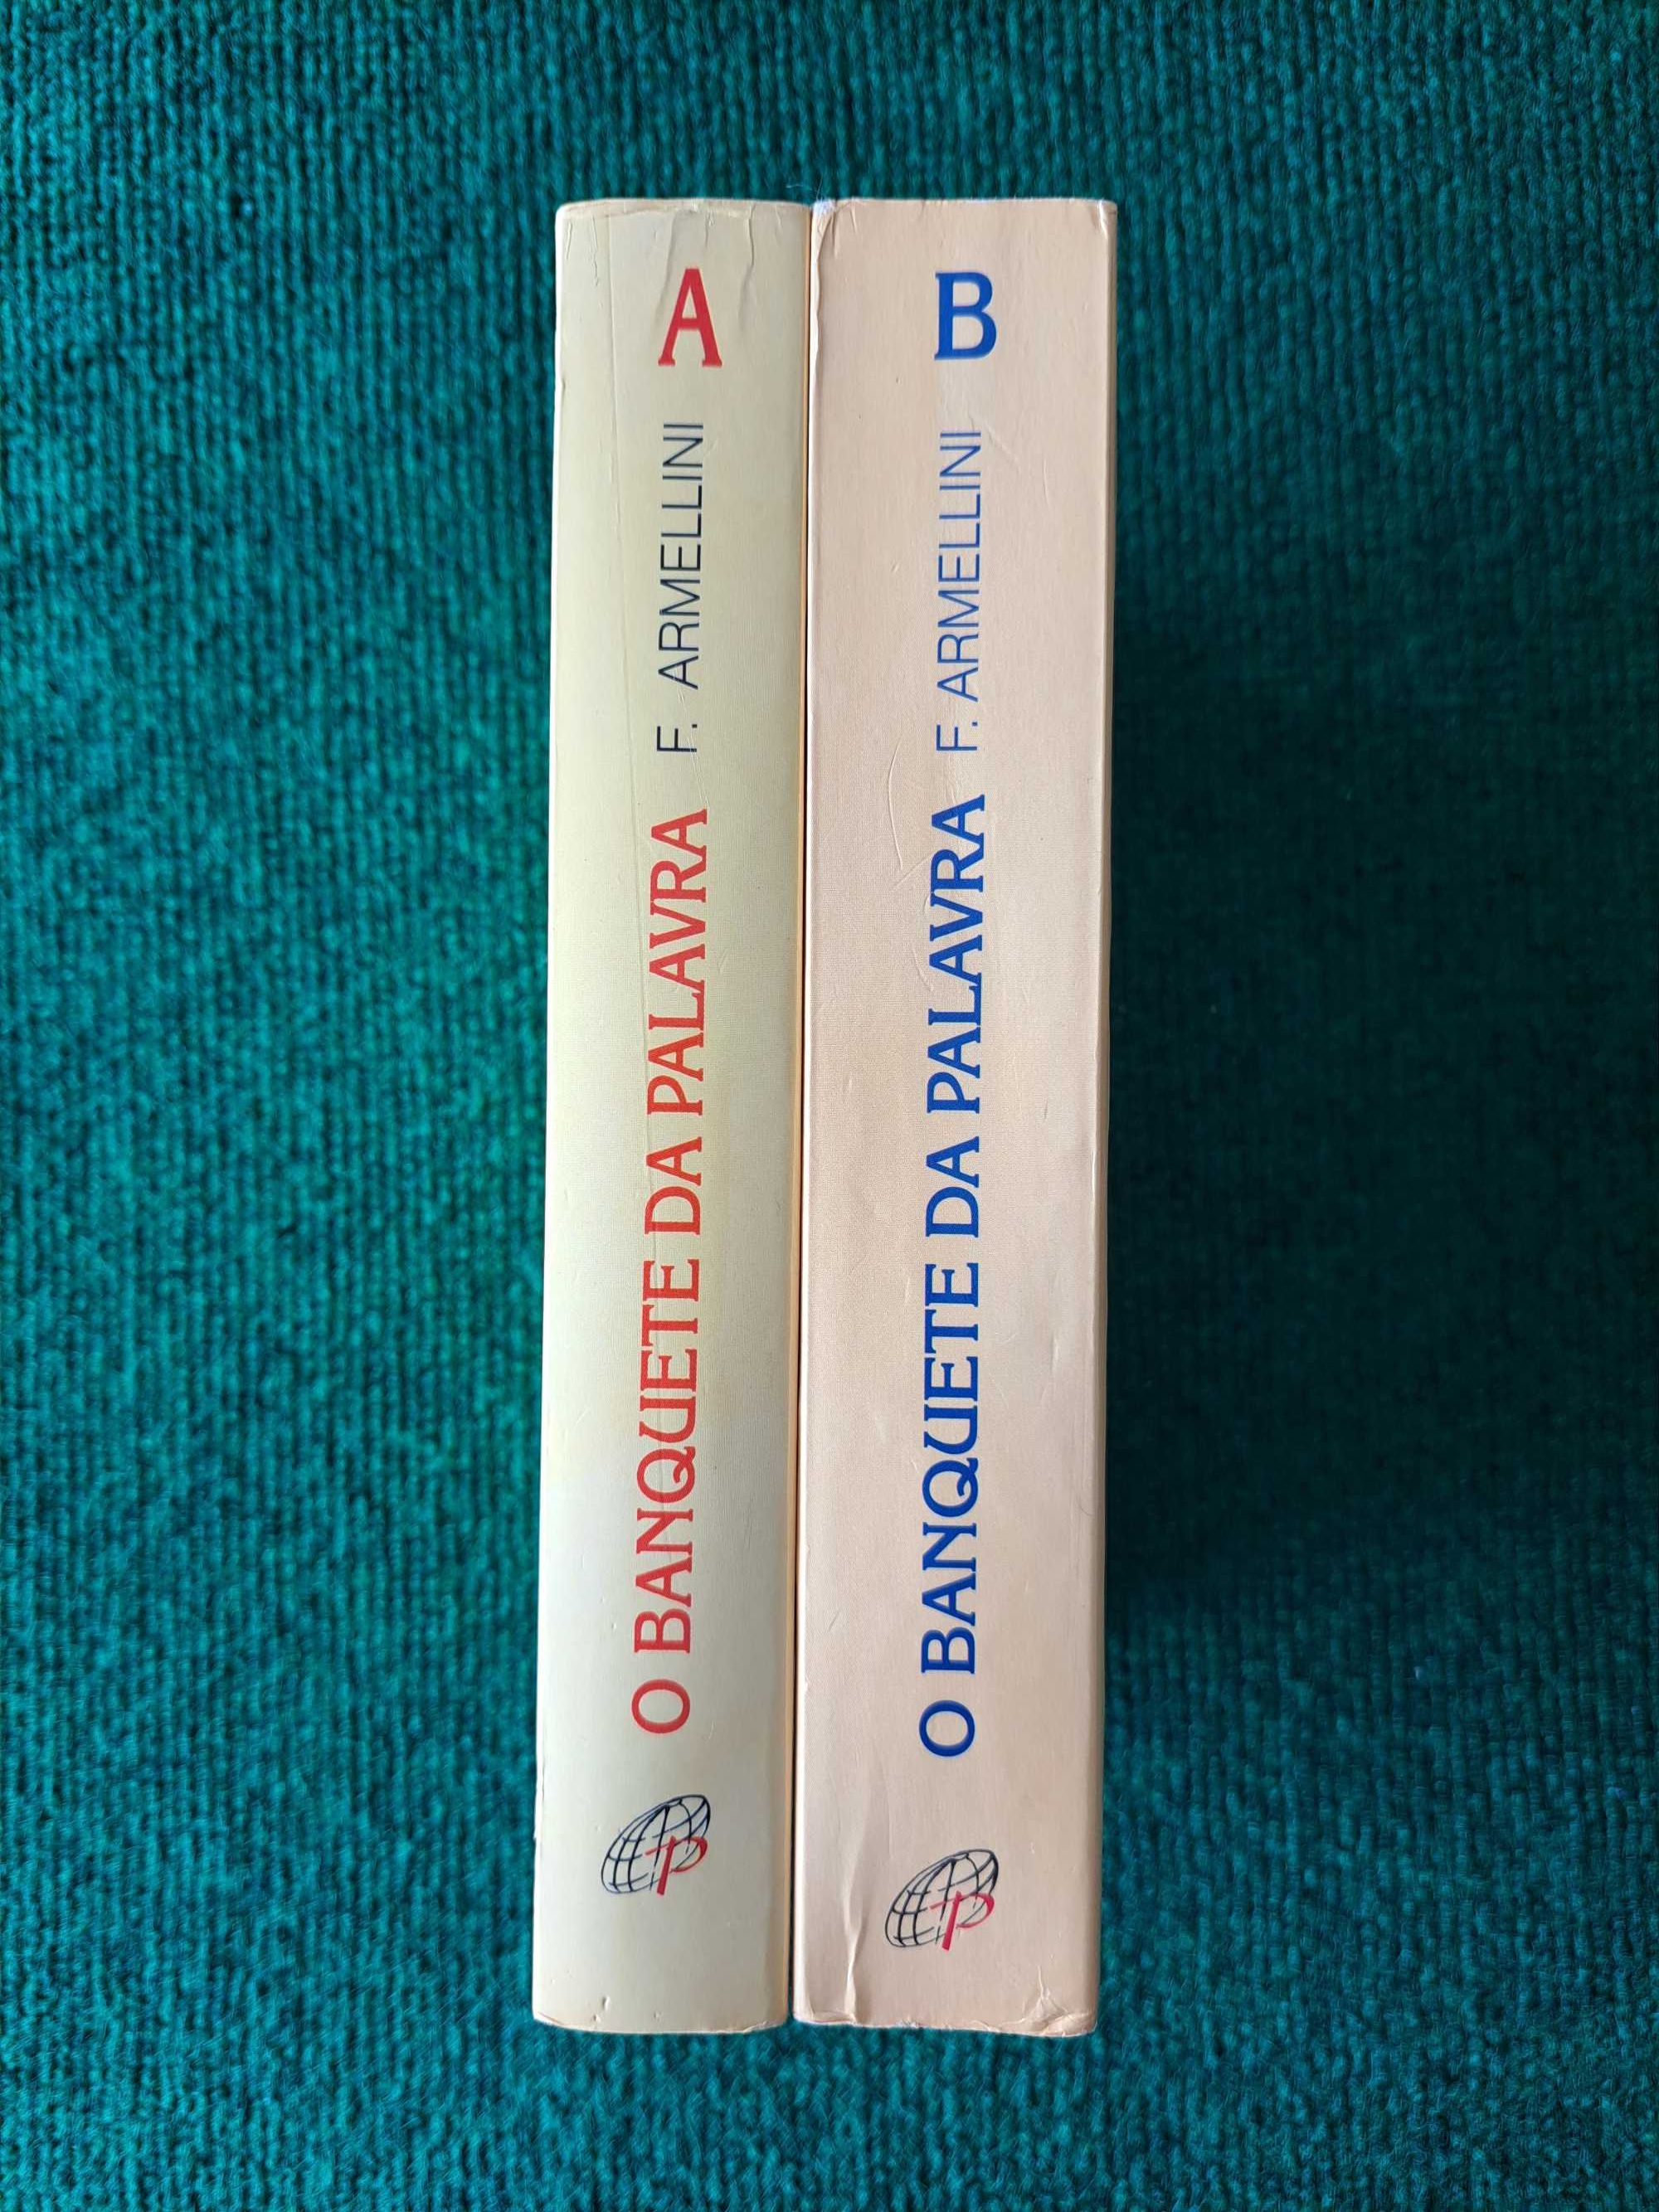 O BANQUETE DA PALAVRA F. ARMELLINI A
P
O BANQUETE DA PALAVRA F. ARMELLINI B
P